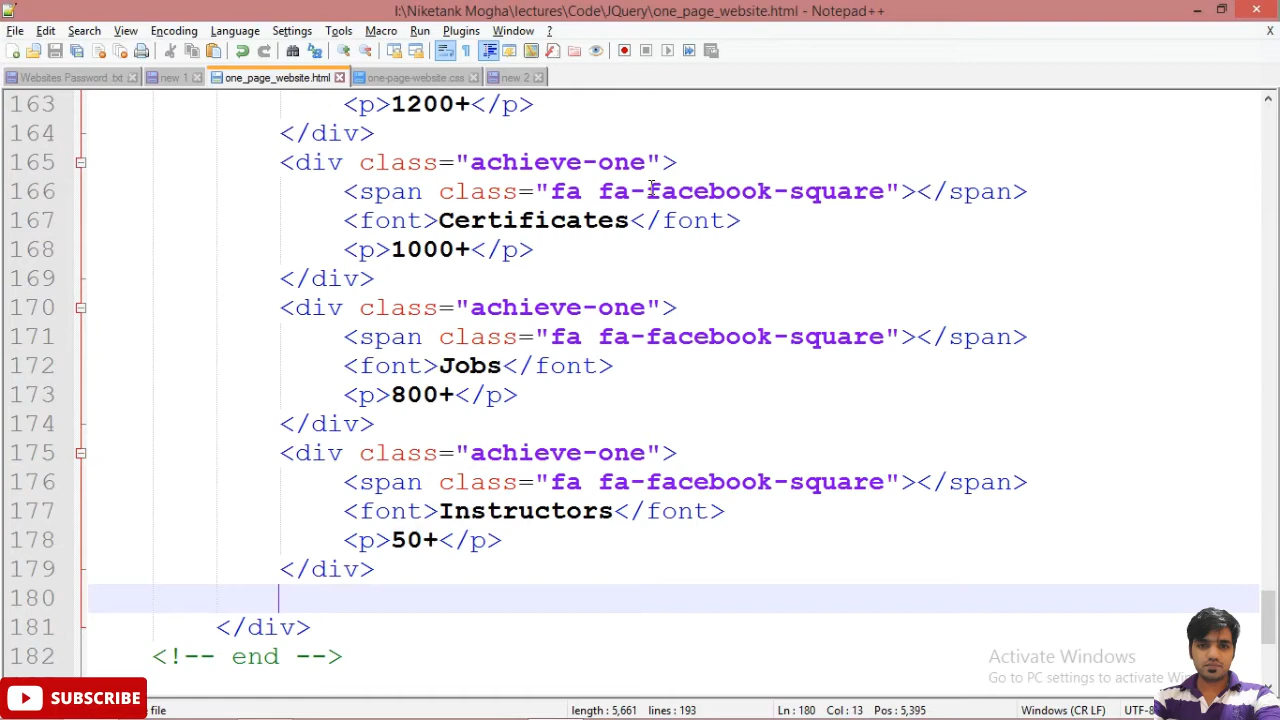 I:\Niketank Mogha\lectures\Code\JQuery\one_page_website.html - Notepad++
File Edit Search View Encoding Language Settings Tools Macro Run Plugins Window ? X
Websites Password .txt new 1 one_page_website.html one-page-website.css new 2
163 <p>1200+</p>
164 </div>
165 <div class="achieve-one">
166 <span class="fa fa-facebook-square"></span>
167 <font>Certificates</font>
168 <p>1000+</p>
169 </div>
170 <div class="achieve-one">
171 <span class="fa fa-facebook-square"></span>
172 <font>Jobs</font>
173 <p>800+</p>
174 </div>
175 <div class="achieve-one">
176 <span class="fa fa-facebook-square"></span>
177 <font>Instructors</font>
178 <p>50+</p>
179 </div>
180
181 </div>
182 <!-- end -->
Activate Windows
Go to PC settings to activate
SUBSCRIBE
file length : 5,661 lines : 193 Ln : 180 Col : 13 Pos : 5,395 Windows (CR LF) UTF-8